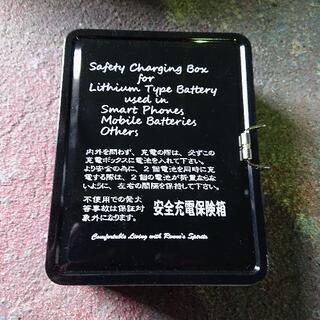 Safety Charging Box
for
Lithium Type Battery
used in
Smart Phones
Mobile Batteries
Others
内外を問わず、充電の際は、必ずこの
充電ボックスに電池を入れて下さい。
より安全の為に、2個の電池を同時に充
電する際は、2個の電池が折重ならな
いように、左右の間隔を保持して下さい。
不使用での発火
等事故は保証対
象外になります。
安全充電保険箱
Comfortable Living with Room's Spirits